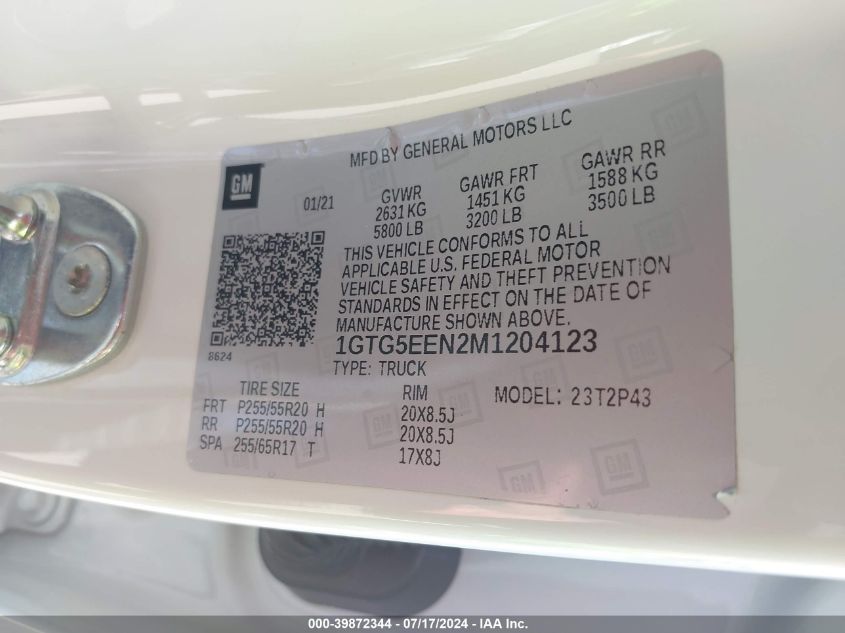 MFD BY GENERAL MOTORS LLC
GM
01/21
GVWR
2631 KG
5800 LB
GAWR FRT
1451 KG
3200 LB
GAWR RR
1588 KG
3500 LB
THIS VEHICLE CONFORMS TO ALL
APPLICABLE U.S. FEDERAL MOTOR
VEHICLE SAFETY AND THEFT PREVENTION
STANDARDS IN EFFECT ON THE DATE OF
MANUFACTURE SHOWN ABOVE.
8624
1GTG5EEN2M1204123
TYPE: TRUCK
TIRE SIZE RIM MODEL: 23T2P43
FRT P255/55R20 H 20X8.5J
RR P255/55R20 H 20X8.5J
SPA 255/65R17 T 17X8J
000-39872344 | 07/17/2024 | IAA Inc.